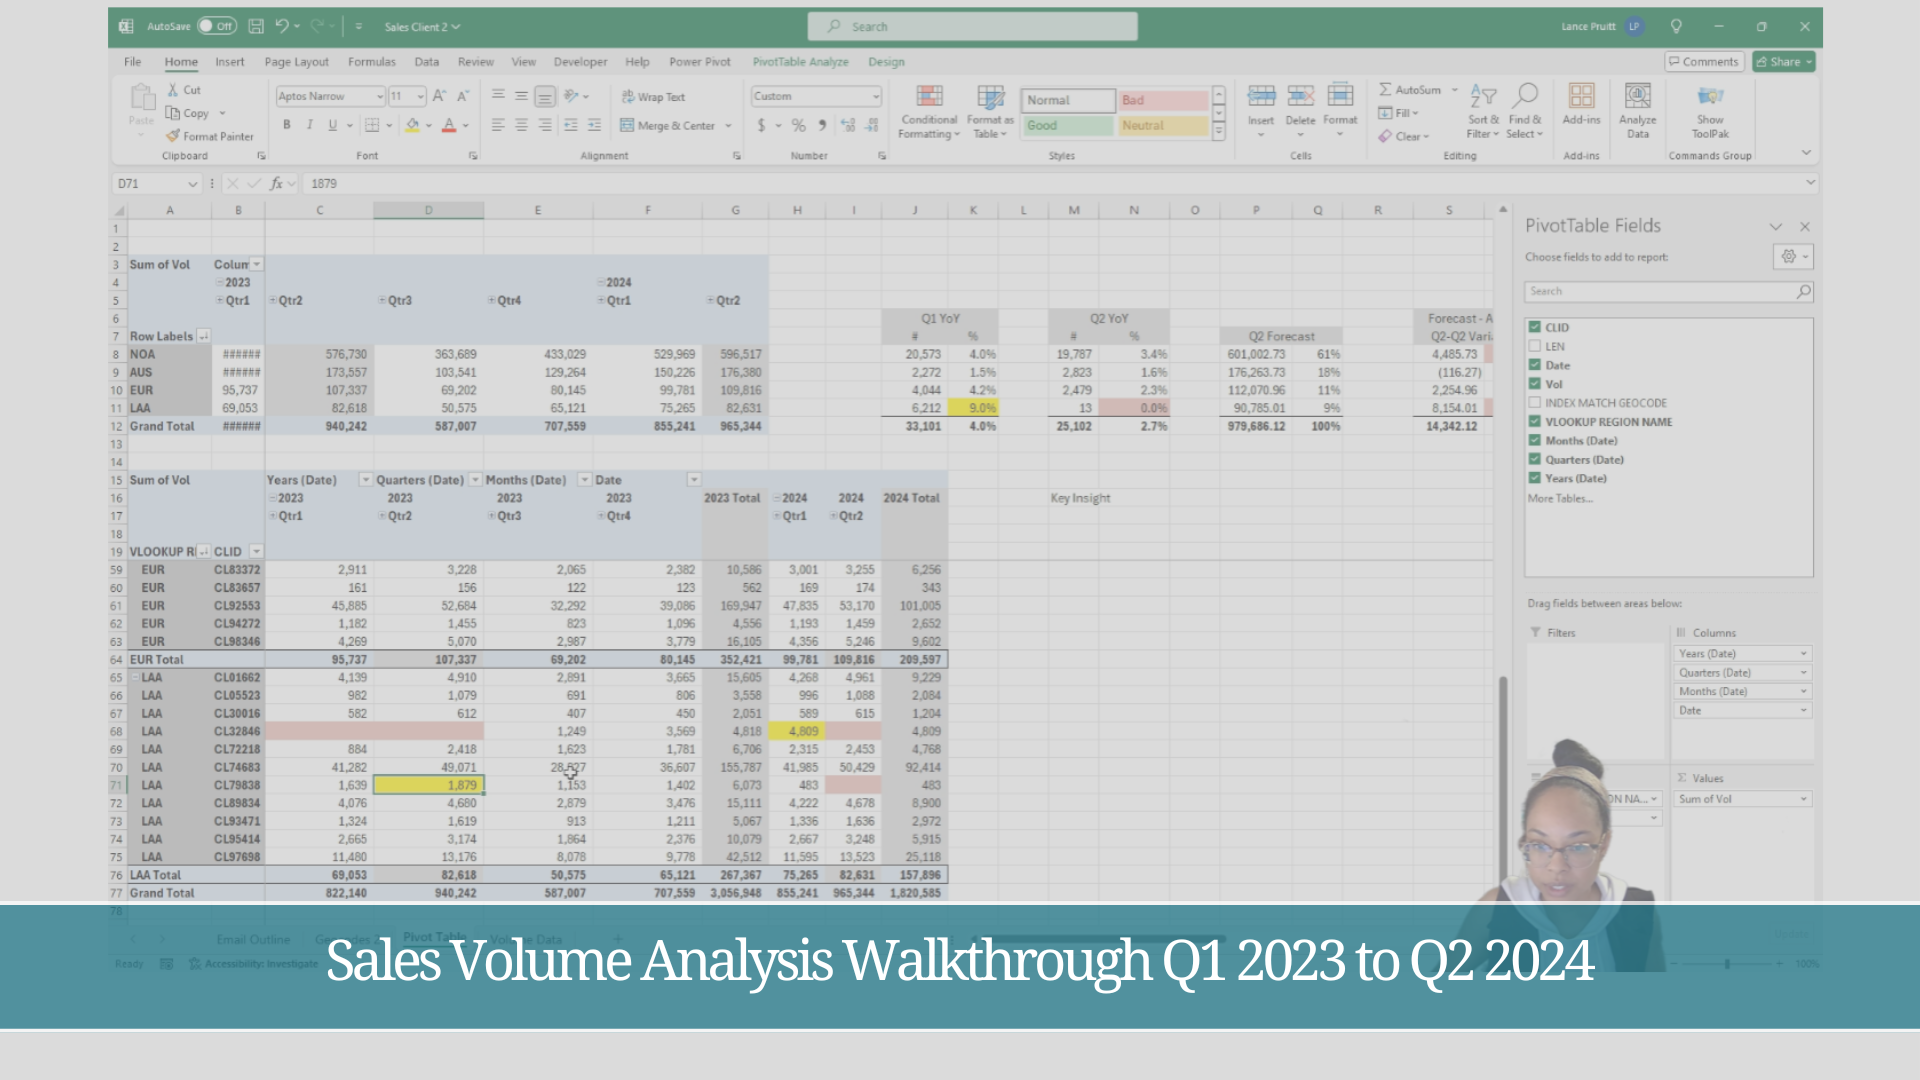 AutoSave Off Sales Client 2 Search Lance Pruitt LP
File Home Insert Page Layout Formulas Data Review View Developer Help Power Pivot PivotTable Analyze Design Comments Share
Paste Cut Copy Format Painter Clipboard
Aptos Narrow 11 B I U Font
Wrap Text Merge & Center Alignment
Custom $ % Number
Conditional Formatting Format as Table Normal Bad Good Neutral Styles
Insert Delete Format Cells
AutoSum Fill Clear Sort & Filter Find & Select Editing
Add-ins Add-ins
Analyze Data
Show ToolPak Commands Group
D71 fx 1879
A B C D E F G H I J K L M N O P Q R S
1
2
3 Sum of Vol Colum
4 2023 2024
5 Qtr1 Qtr2 Qtr3 Qtr4 Qtr1 Qtr2
6 Q1 YoY Q2 YoY Forecast - A
7 Row Labels # % # % Q2 Forecast Q2-Q2 Vari
8 NOA ###### 576,730 363,689 433,029 529,969 596,517 20,573 4.0% 19,787 3.4% 601,002.73 61% 4,485.73
9 AUS ###### 173,557 103,541 129,264 150,226 176,380 2,272 1.5% 2,823 1.6% 176,263.73 18% (116.27)
10 EUR 95,737 107,337 69,202 80,145 99,781 109,816 4,044 4.2% 2,479 2.3% 112,070.96 11% 2,254.96
11 LAA 69,053 82,618 50,575 65,121 75,265 82,631 6,212 9.0% 13 0.0% 90,785.01 9% 8,154.01
12 Grand Total ###### 940,242 587,007 707,559 855,241 965,344 33,101 4.0% 25,102 2.7% 979,686.12 100% 14,342.12
13
14
15 Sum of Vol Years (Date) Quarters (Date) Months (Date) Date
16 2023 2023 2023 2023 2023 Total 2024 2024 2024 Total Key Insight
17 Qtr1 Qtr2 Qtr3 Qtr4 Qtr1 Qtr2
18
19 VLOOKUP R CLID
59 EUR CL83372 2,911 3,228 2,065 2,382 10,586 3,001 3,255 6,256
60 EUR CL83657 161 156 122 123 562 169 174 343
61 EUR CL92553 45,885 52,684 32,292 39,086 169,947 47,835 53,170 101,005
62 EUR CL94272 1,182 1,455 823 1,096 4,556 1,193 1,459 2,652
63 EUR CL98346 4,269 5,070 2,987 3,779 16,105 4,356 5,246 9,602
64 EUR Total 95,737 107,337 69,202 80,145 352,421 99,781 109,816 209,597
65 LAA CL01662 4,139 4,910 2,891 3,665 15,605 4,268 4,961 9,229
66 LAA CL05523 982 1,079 691 806 3,558 996 1,088 2,084
67 LAA CL30016 582 612 407 450 2,051 589 615 1,204
68 LAA CL32846 1,249 3,569 4,818 4,809 4,809
69 LAA CL72218 884 2,418 1,623 1,781 6,706 2,315 2,453 4,768
70 LAA CL74683 41,282 49,071 36,607 155,787 41,985 50,429 92,414
71 LAA CL79838 1,639 1,879 1,153 1,402 6,073 483 483
72 LAA CL89834 4,076 4,680 2,879 3,476 15,111 4,222 4,678 8,900
73 LAA CL93471 1,324 1,619 913 1,211 5,067 1,336 1,636 2,972
74 LAA CL95414 2,665 3,174 1,864 2,376 10,079 2,667 3,248 5,915
75 LAA CL97698 11,480 13,176 8,078 9,778 42,512 11,595 13,523 25,118
76 LAA Total 69,053 82,618 50,575 65,121 267,367 75,265 82,631 157,896
77 Grand Total 822,140 940,242 587,007 707,559 3,056,948 855,241 965,344 1,820,585
78
PivotTable Fields
Choose fields to add to report:
Search
CLID
LEN
Date
Vol
INDEX MATCH GEOCODE
VLOOKUP REGION NAME
Months (Date)
Quarters (Date)
Years (Date)
More Tables...
Drag fields between areas below:
Filters Columns
Years (Date)
Quarters (Date)
Months (Date)
Date
Values
ON NA... Sum of Vol
Email Outline Pivot Table Data
Ready Accessibility: Investigate 100%
Sales Volume Analysis Walkthrough Q1 2023 to Q2 2024